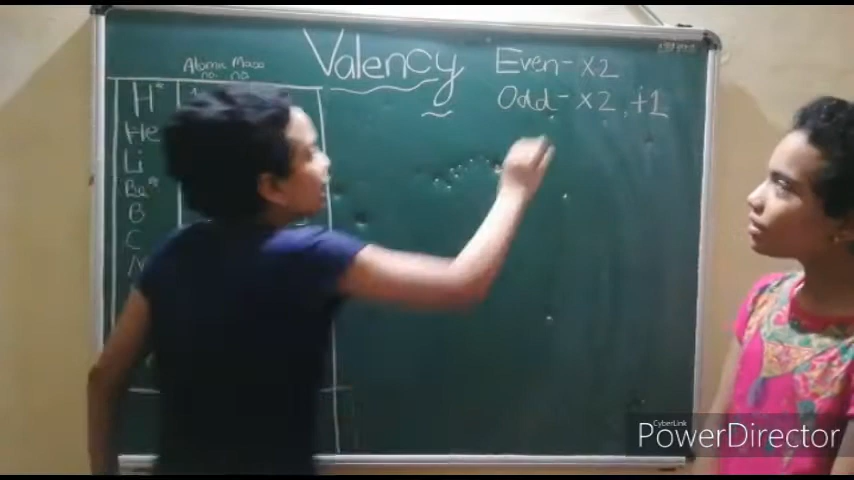 Valency Even- x2
Atomic Mass
no. no.
Odd- x2, +1
H*
He
Li
Be*
B
C
N
CyberLink
PowerDirector